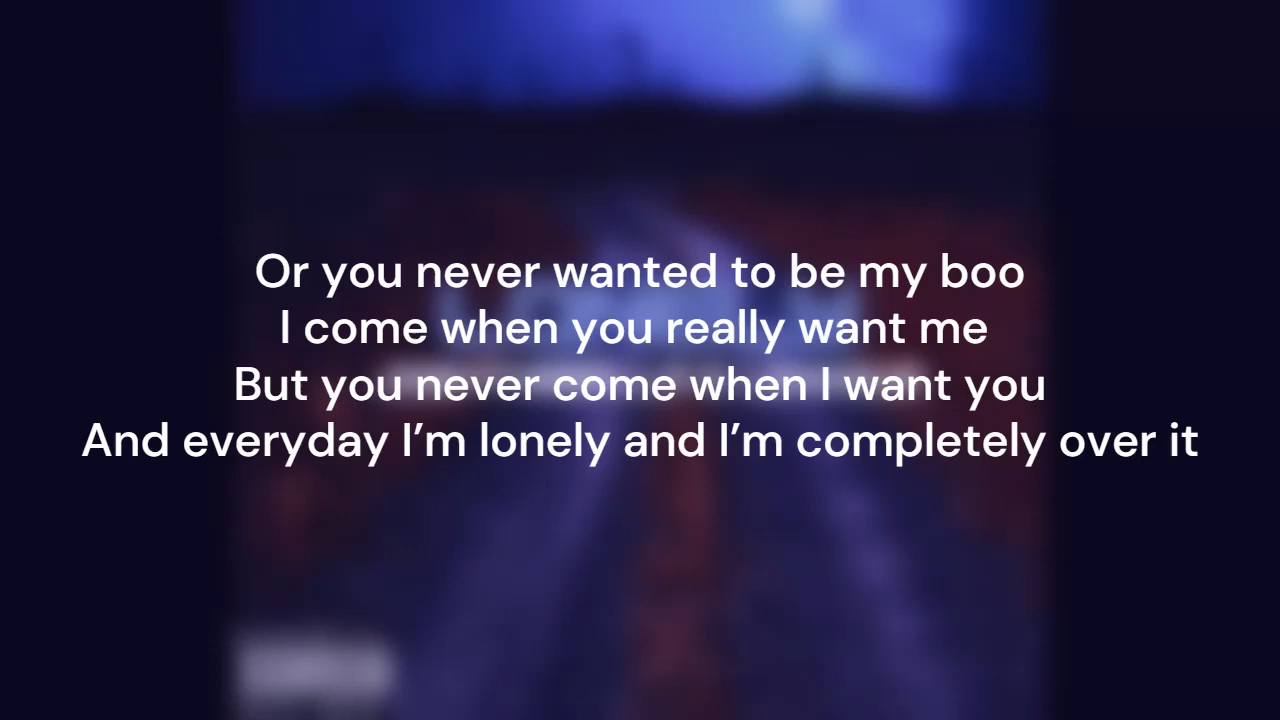 Or you never wanted to be my boo
I come when you really want me
But you never come when I want you
And everyday I’m lonely and I’m completely over it